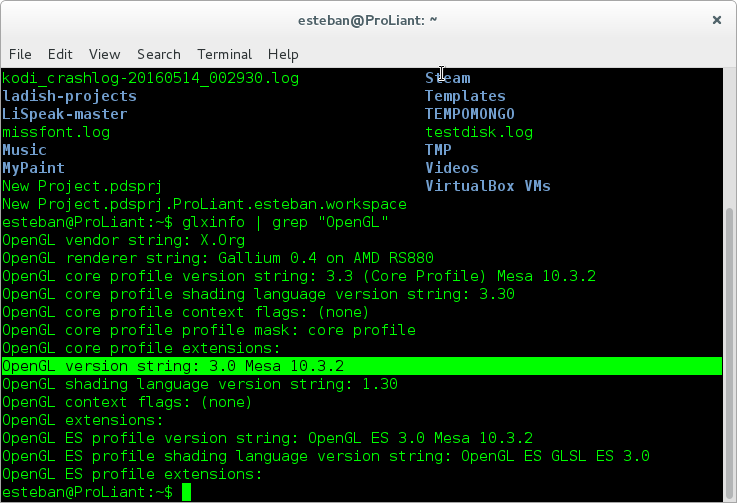 esteban@ProLiant: ~
File Edit View Search Terminal Help
kodi_crashlog-20160514_002930.log Steam
ladish-projects Templates
LiSpeak-master TEMPOMONGO
missfont.log testdisk.log
Music TMP
MyPaint Videos
New Project.pdsprj VirtualBox VMs
New Project.pdsprj.ProLiant.esteban.workspace
esteban@ProLiant:~$ glxinfo | grep "OpenGL"
OpenGL vendor string: X.Org
OpenGL renderer string: Gallium 0.4 on AMD RS880
OpenGL core profile version string: 3.3 (Core Profile) Mesa 10.3.2
OpenGL core profile shading language version string: 3.30
OpenGL core profile context flags: (none)
OpenGL core profile profile mask: core profile
OpenGL core profile extensions:
OpenGL version string: 3.0 Mesa 10.3.2
OpenGL shading language version string: 1.30
OpenGL context flags: (none)
OpenGL extensions:
OpenGL ES profile version string: OpenGL ES 3.0 Mesa 10.3.2
OpenGL ES profile shading language version string: OpenGL ES GLSL ES 3.0
OpenGL ES profile extensions:
esteban@ProLiant:~$